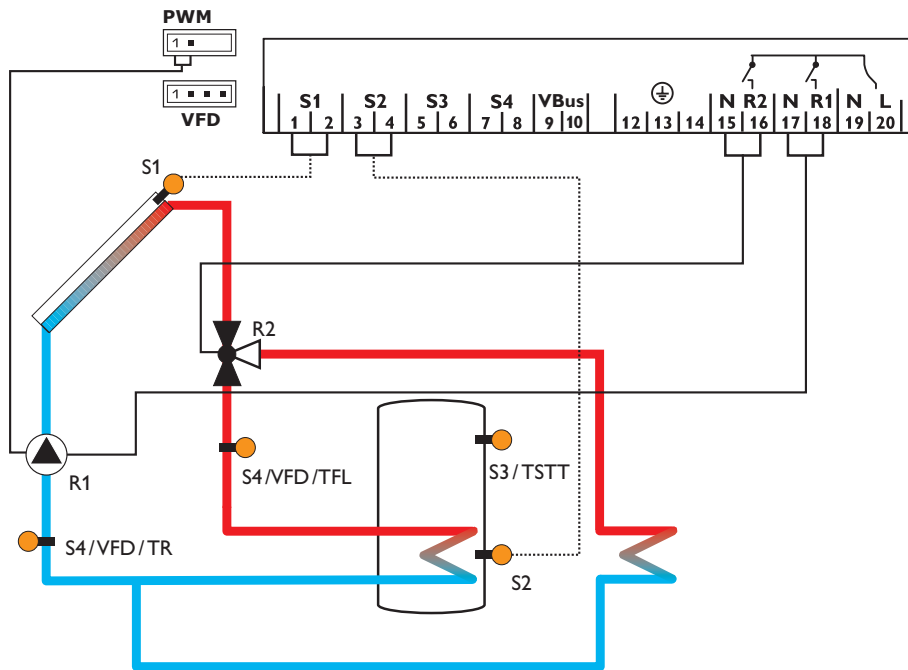 PWM
1
1
VFD
S1 S2 S3 S4 VBus N R2 N R1 N L
1 2 3 4 5 6 7 8 9 10 12 13 14 15 16 17 18 19 20
S1
R2
S4/VFD/TFL
S3/TSTT
R1
S4/VFD/TR
S2